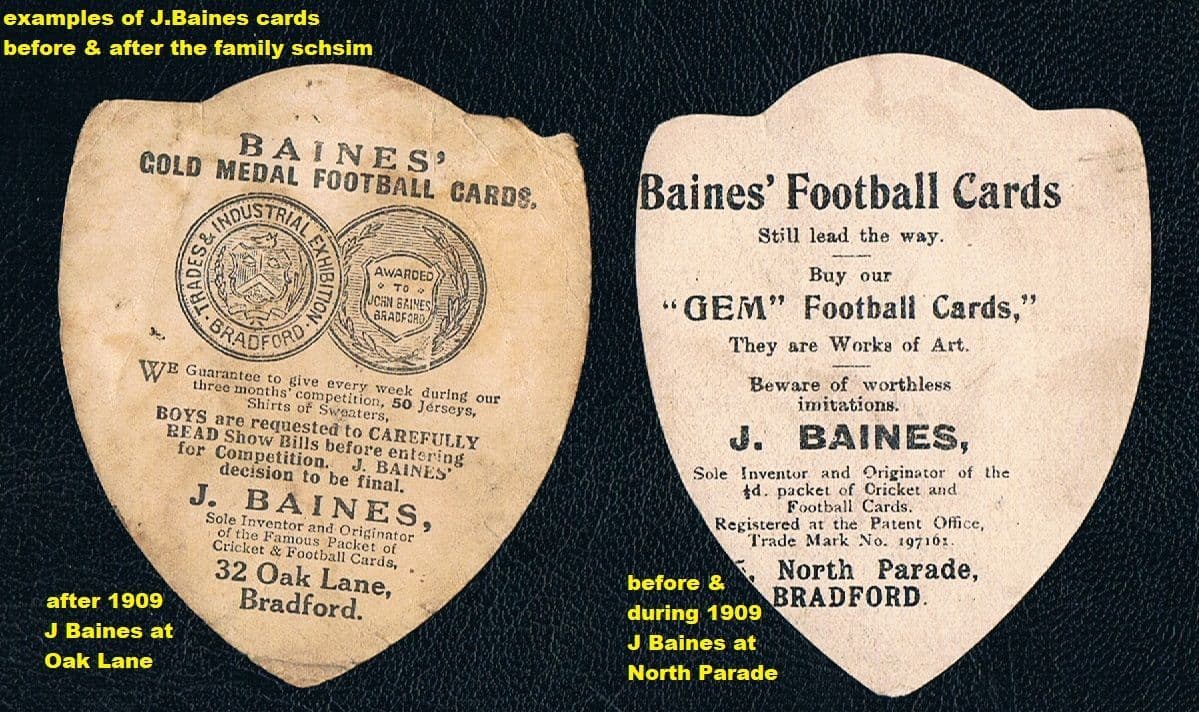 examples of J.Baines cards
before & after the family schsim
BAINES'
GOLD MEDAL FOOTBALL CARDS.
TRADES & INDUSTRIAL EXHIBITION
BRADFORD
AWARDED
TO
JOHN BAINES
BRADFORD
WE Guarantee to give every week during our
three months' competition, 50 Jerseys,
Shirts or Sweaters,
BOYS are requested to CAREFULLY
READ Show Bills before entering
for Competition. J. BAINES'
decision to be final.
J. BAINES,
Sole Inventor and Originator
of the Famous Packet of
Cricket & Football Cards,
32 Oak Lane,
Bradford.
after 1909
J Baines at
Oak Lane
Baines' Football Cards
Still lead the way.
Buy our
"GEM" Football Cards,"
They are Works of Art.
Beware of worthless
imitations.
J. BAINES,
Sole Inventor and Originator of the
½d. packet of Cricket and
Football Cards.
Registered at the Patent Office,
Trade Mark No. 197161.
North Parade,
BRADFORD.
before &
during 1909
J Baines at
North Parade